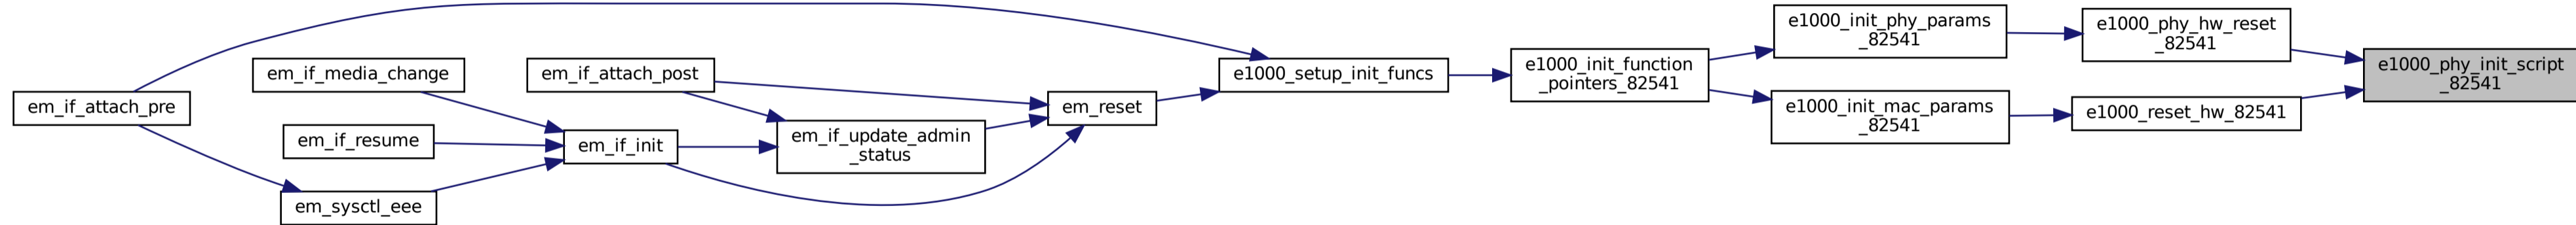 em_if_attach_pre
em_if_media_change
em_if_resume
em_sysctl_eee
em_if_attach_post
em_if_init
em_if_update_admin
_status
em_reset
e1000_setup_init_funcs
e1000_init_function
_pointers_82541
e1000_init_phy_params
_82541
e1000_init_mac_params
_82541
e1000_phy_hw_reset
_82541
e1000_reset_hw_82541
e1000_phy_init_script
_82541